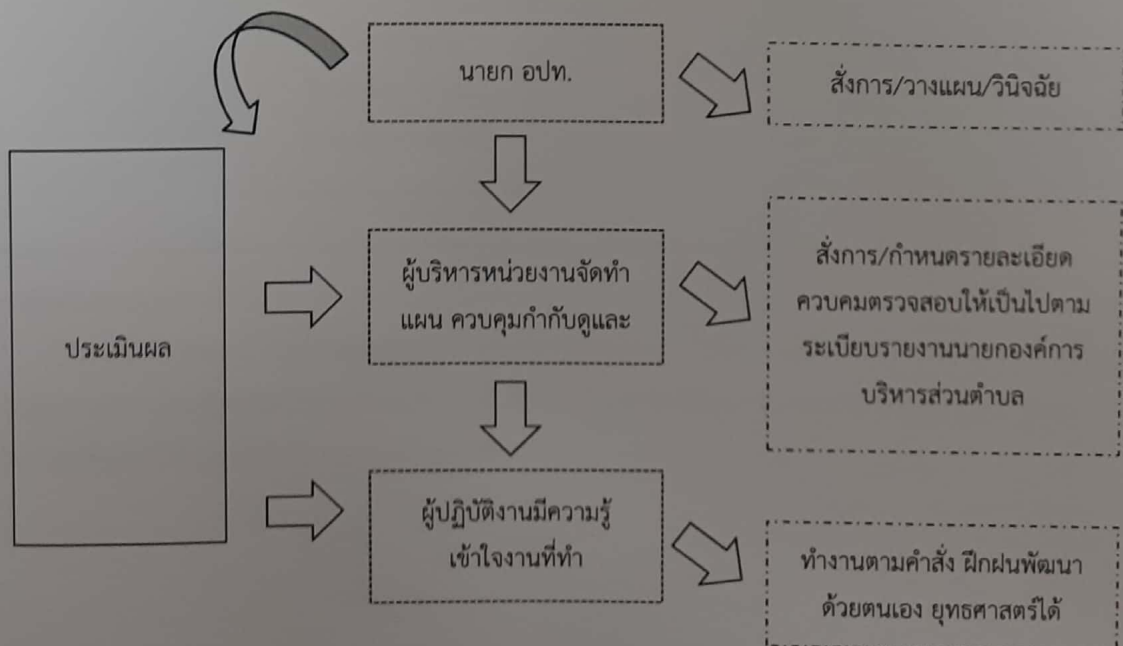 นายก อปท.
สั่งการ/วางแผน/วินิจฉัย
ประเมินผล
ผู้บริหารหน่วยงานจัดทำ
แผน ควบคุมกำกับดูและ
สั่งการ/กำหนดรายละเอียด
ควบคมตรวจสอบให้เป็นไปตาม
ระเบียบรายงานนายกองค์การ
บริหารส่วนตำบล
ผู้ปฏิบัติงานมีความรู้
เข้าใจงานที่ทำ
ทำงานตามคำสั่ง ฝึกฝนพัฒนา
ด้วยตนเอง ยุทธศาสตร์ได้